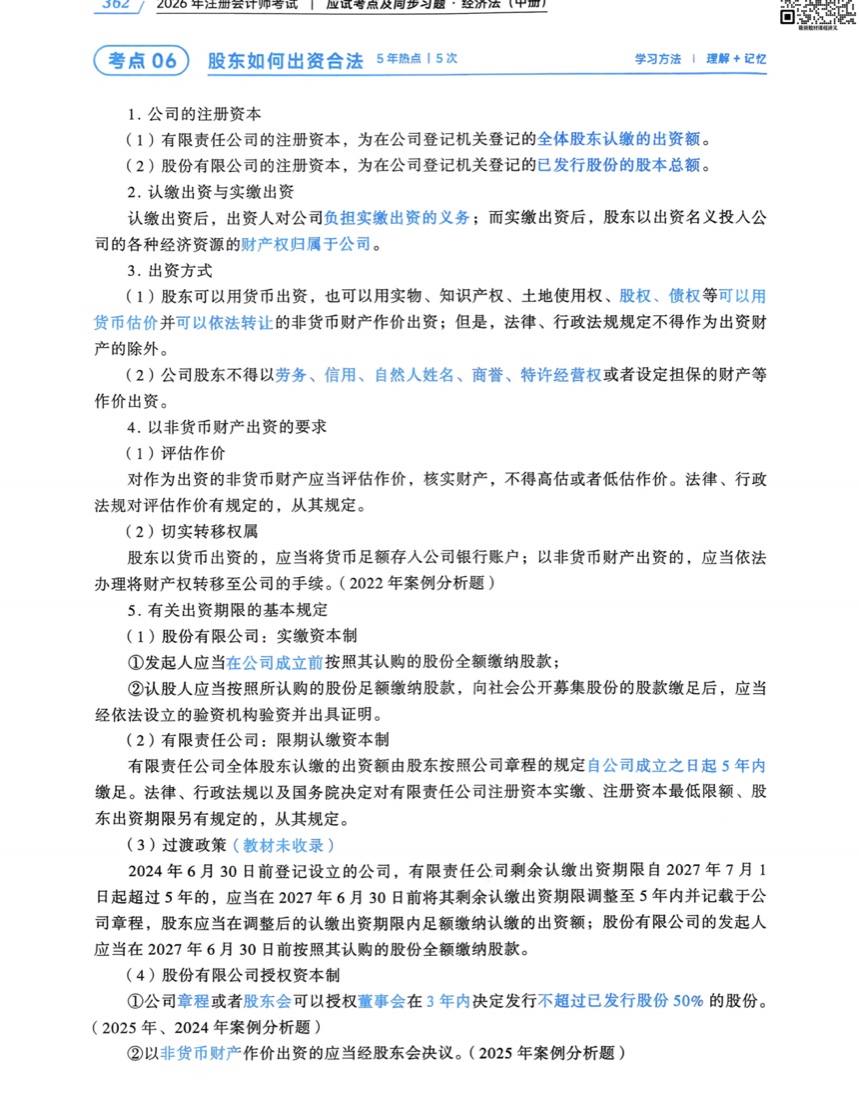 362 2026年注册会计师考试 | 应试考点及同步习题·经济法（中册）
考点 06 股东如何出资合法 5年热点 | 5次 学习方法 | 理解+记忆
1. 公司的注册资本
（1）有限责任公司的注册资本，为在公司登记机关登记的全体股东认缴的出资额。
（2）股份有限公司的注册资本，为在公司登记机关登记的已发行股份的股本总额。
2. 认缴出资与实缴出资
认缴出资后，出资人对公司负担实缴出资的义务；而实缴出资后，股东以出资名义投入公
司的各种经济资源的财产权归属于公司。
3. 出资方式
（1）股东可以用货币出资，也可以用实物、知识产权、土地使用权、股权、债权等可以用
货币估价并可以依法转让的非货币财产作价出资；但是，法律、行政法规规定不得作为出资财
产的除外。
（2）公司股东不得以劳务、信用、自然人姓名、商誉、特许经营权或者设定担保的财产等
作价出资。
4. 以非货币财产出资的要求
（1）评估作价
对作为出资的非货币财产应当评估作价，核实财产，不得高估或者低估作价。法律、行政
法规对评估作价有规定的，从其规定。
（2）切实转移权属
股东以货币出资的，应当将货币足额存入公司银行账户；以非货币财产出资的，应当依法
办理将财产权转移至公司的手续。（2022年案例分析题）
5. 有关出资期限的基本规定
（1）股份有限公司：实缴资本制
①发起人应当在公司成立前按照其认购的股份全额缴纳股款；
②认股人应当按照所认购的股份足额缴纳股款，向社会公开募集股份的股款缴足后，应当
经依法设立的验资机构验资并出具证明。
（2）有限责任公司：限期认缴资本制
有限责任公司全体股东认缴的出资额由股东按照公司章程的规定自公司成立之日起5年内
缴足。法律、行政法规以及国务院决定对有限责任公司注册资本实缴、注册资本最低限额、股
东出资期限另有规定的，从其规定。
（3）过渡政策（教材未收录）
2024年6月30日前登记设立的公司，有限责任公司剩余认缴出资期限自2027年7月1
日起超过5年的，应当在2027年6月30日前将其剩余认缴出资期限调整至5年内并记载于公
司章程，股东应当在调整后的认缴出资期限内足额缴纳认缴的出资额；股份有限公司的发起人
应当在2027年6月30日前按照其认购的股份全额缴纳股款。
（4）股份有限公司授权资本制
①公司章程或者股东会可以授权董事会在3年内决定发行不超过已发行股份50%的股份。
（2025年、2024年案例分析题）
②以非货币财产作价出资的应当经股东会决议。（2025年案例分析题）